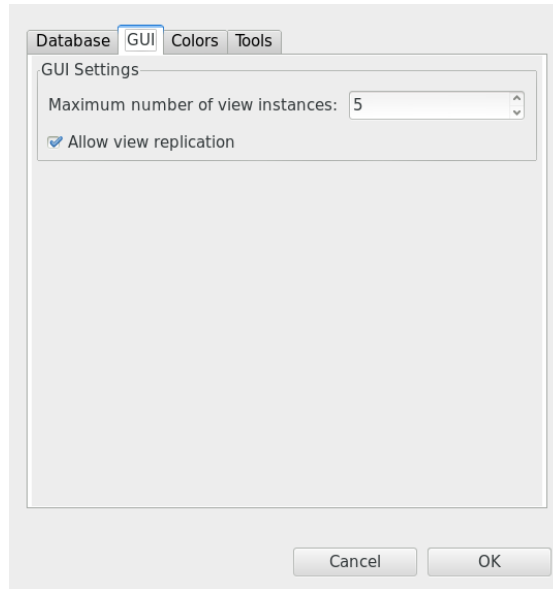 Database GUI Colors Tools
GUI Settings
Maximum number of view instances: 5
Allow view replication
Cancel OK